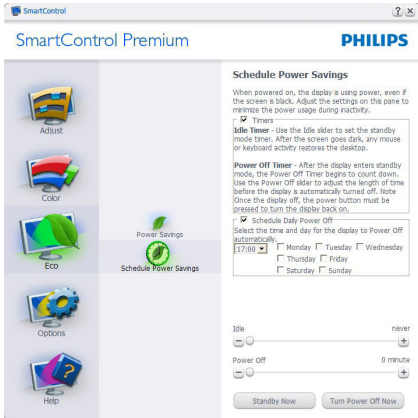 SmartControl
SmartControl Premium
PHILIPS
Adjust
Color
Eco
Options
Help
Power Savings
Schedule Power Savings
Schedule Power Savings
When powered on, the display is using power, even if
the screen is black. Adjust the settings on this pane to
minimize the power usage during inactivity.
Timers
Idle Timer - Use the Idle slider to set the standby
mode timer. After the screen goes dark, any mouse
or keyboard activity restores the desktop.
Power Off Timer - After the display enters standby
mode, the Power Off Timer begins to count down.
Use the Power Off slider to adjust the length of time
before the display is automatically turned off. Note
Once the display off, the power button must be
pressed to turn the display back on.
Schedule Daily Power Off
Select the time and day for the display to Power Off
automatically.
17:00 Monday Tuesday Wednesday
Thursday Friday
Saturday Sunday
Idle never
Power Off 0 minute
Standby Now Turn Power Off Now